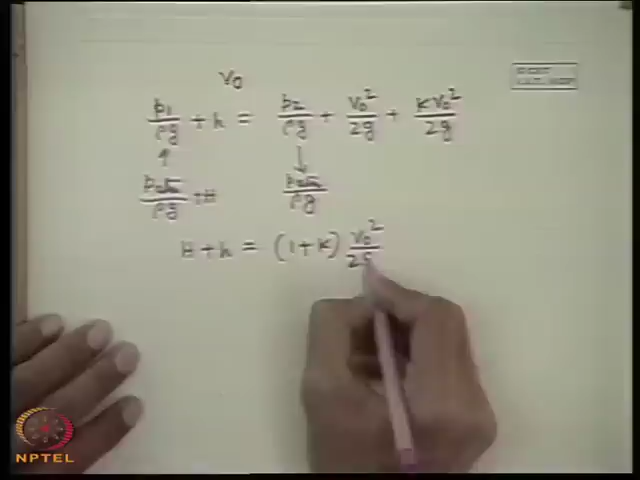 v₀
p₁/ρg + h = p₂/ρg + v₀²/2g + Kv₀²/2g
↑ ↓
patm/ρg + H patm/ρg
H + h = (1 + K) v₀²/2g
NPTEL